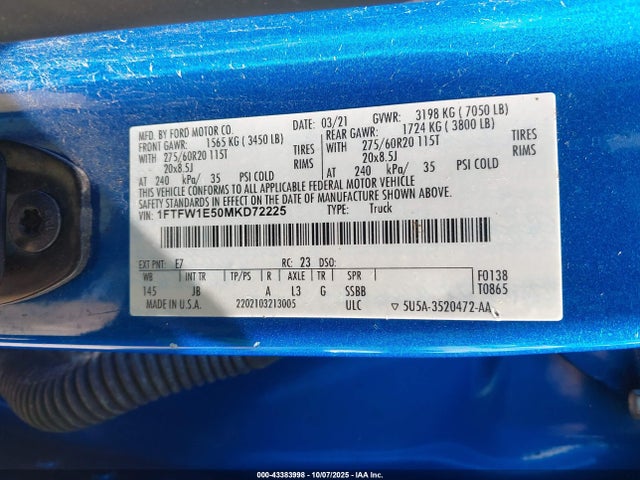 MFD. BY FORD MOTOR CO. DATE: 03/21 GVWR: 3198 KG ( 7050 LB)
FRONT GAWR: 1565 KG ( 3450 LB) REAR GAWR: 1724 KG ( 3800 LB)
WITH 275/60R20 115T TIRES WITH 275/60R20 115T TIRES
20x8.5J RIMS 20x8.5J RIMS
AT 240 kPa/ 35 PSI COLD AT 240 kPa/ 35 PSI COLD
THIS VEHICLE CONFORMS TO ALL APPLICABLE FEDERAL MOTOR VEHICLE
SAFETY STANDARDS IN EFFECT ON THE DATE OF MANUFACTURE SHOWN ABOVE.
VIN: 1FTFW1E50MKD72225 TYPE: Truck
EXT PNT: E7 RC: 23 DSO: F0138
WB INT TR TP/PS R AXLE TR SPR T0865
145 JB A L3 G SSBB
MADE IN U.S.A. 2202103213005 ULC 5U5A-3520472-AA
000-43383998 - 10/07/2025 - IAA Inc.